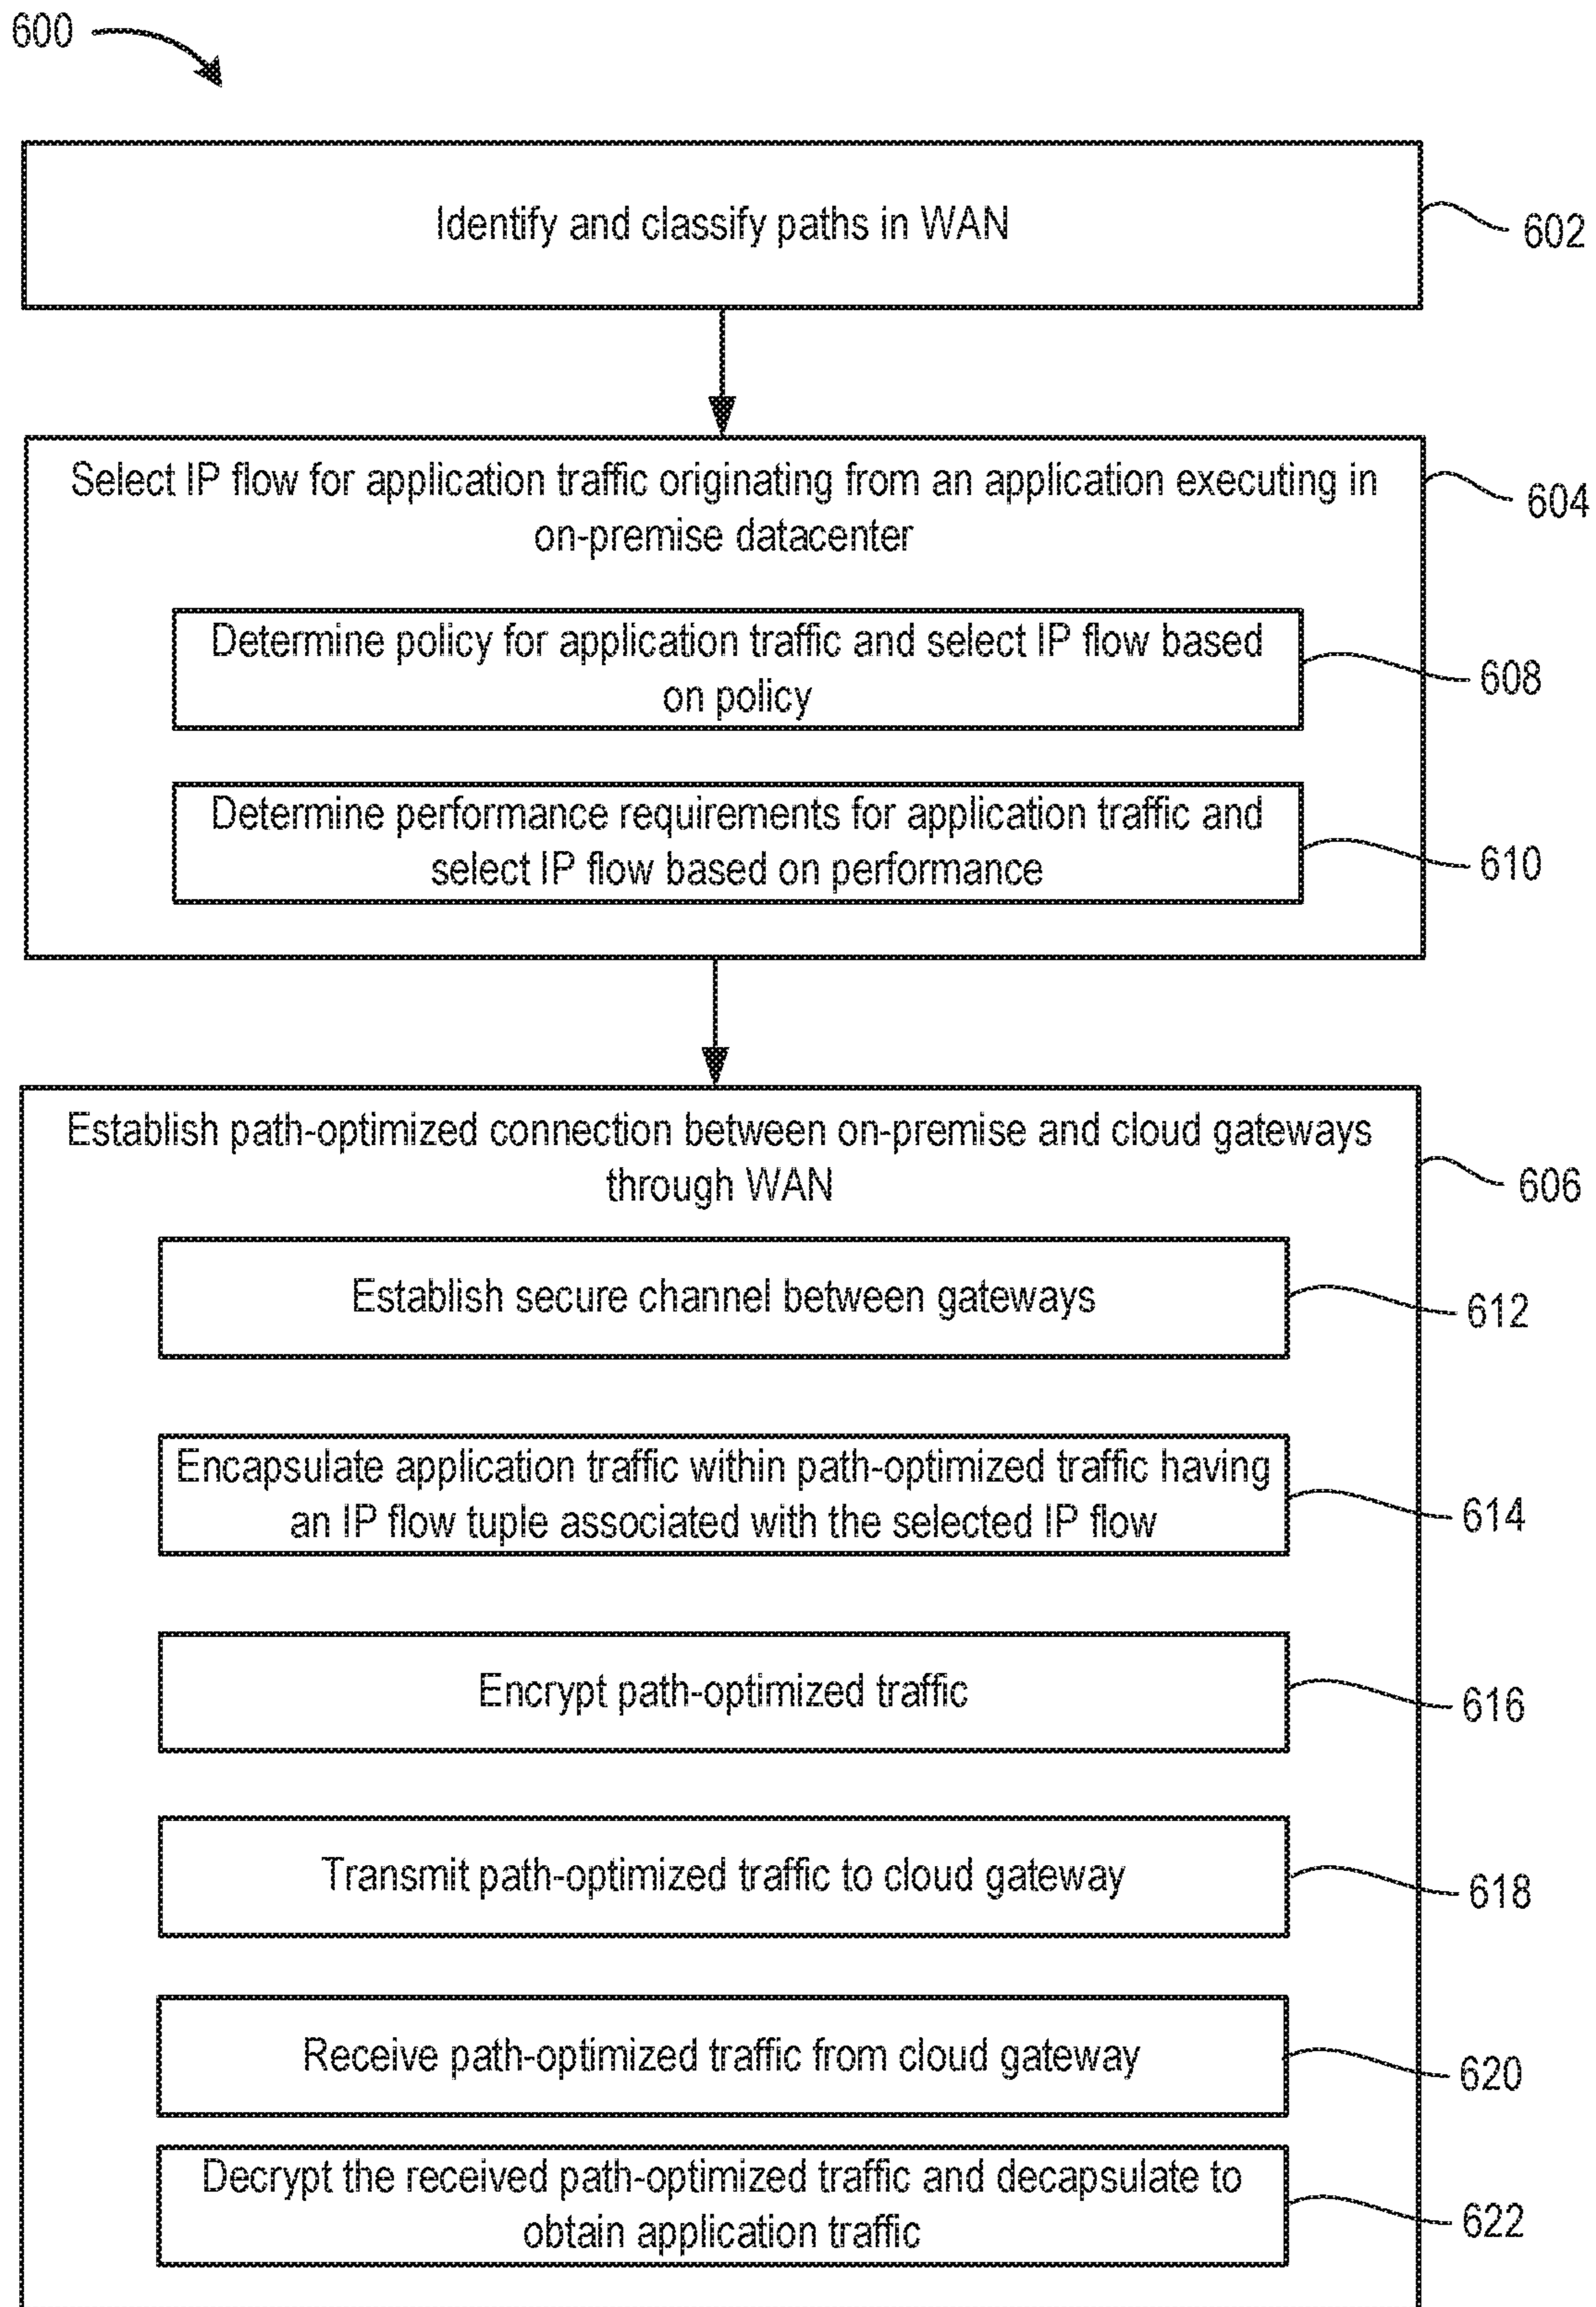 600
Identify and classify paths in WAN
602
Select IP flow for application traffic originating from an application executing in
on-premise datacenter
604
Determine policy for application traffic and select IP flow based
on policy
608
Determine performance requirements for application traffic and
select IP flow based on performance
610
Establish path-optimized connection between on-premise and cloud gateways
through WAN
606
Establish secure channel between gateways
612
Encapsulate application traffic within path-optimized traffic having
an IP flow tuple associated with the selected IP flow
614
Encrypt path-optimized traffic
616
Transmit path-optimized traffic to cloud gateway
618
Receive path-optimized traffic from cloud gateway
620
Decrypt the received path-optimized traffic and decapsulate to
obtain application traffic
622